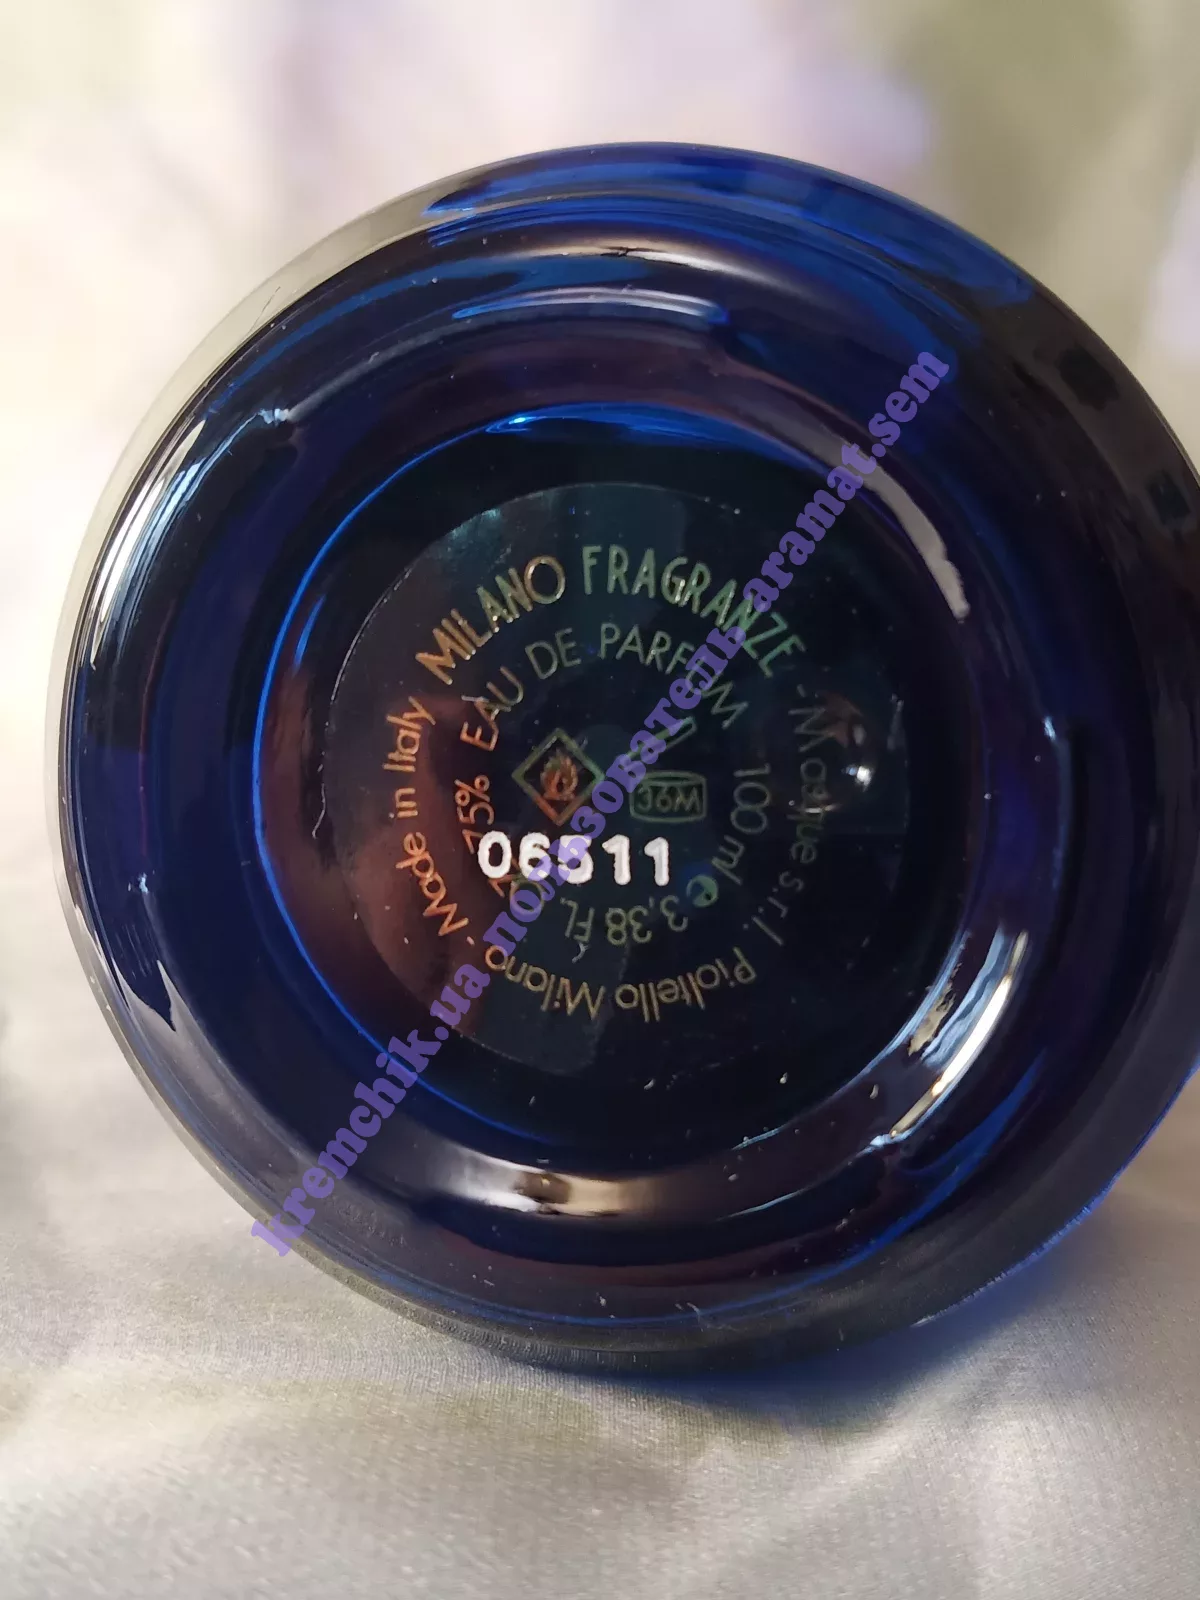 MILANO FRAGRANZE . Masque s.r.l. Pioltello Milano . Made in Italy
75% EAU DE PARFUM 100 ml e 3,38 FL.
36M
06511
kremchik.ua пользователь aramat.sem